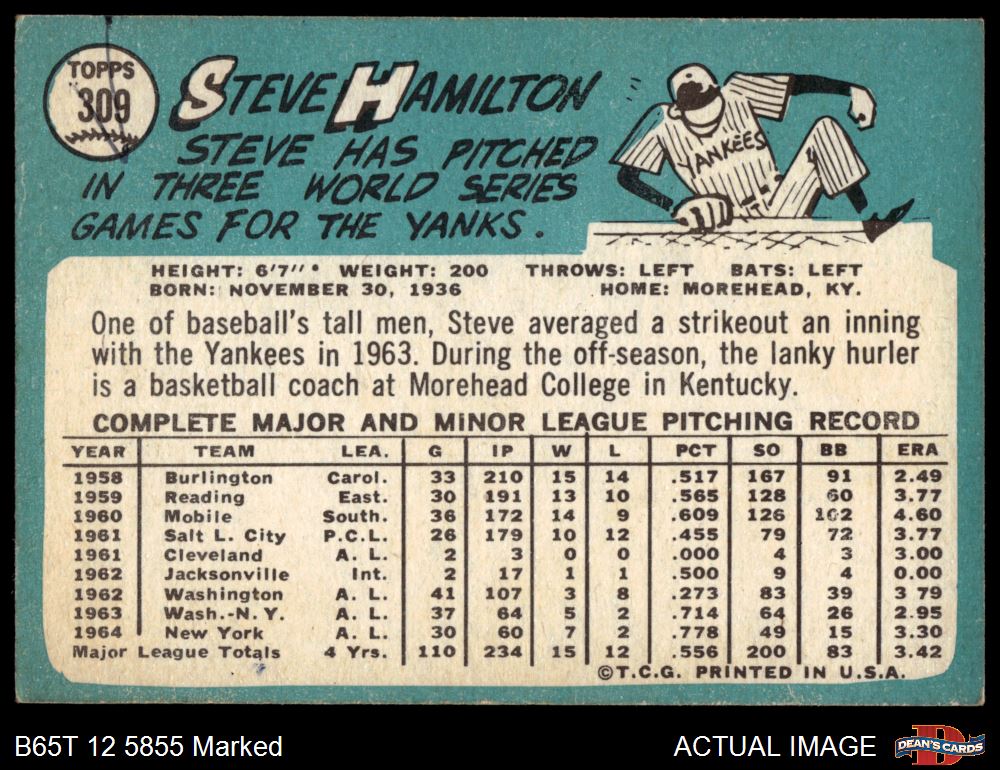 TOPPS
309
STEVE HAMILTON
STEVE HAS PITCHED
IN THREE WORLD SERIES
GAMES FOR THE YANKS.
YANKEES
HEIGHT: 6'7" WEIGHT: 200 THROWS: LEFT BATS: LEFT
BORN: NOVEMBER 30, 1936 HOME: MOREHEAD, KY.
One of baseball's tall men, Steve averaged a strikeout an inning
with the Yankees in 1963. During the off-season, the lanky hurler
is a basketball coach at Morehead College in Kentucky.
COMPLETE MAJOR AND MINOR LEAGUE PITCHING RECORD
YEAR TEAM LEA. G IP W L PCT SO BB ERA
1958 Burlington Carol. 33 210 15 14 .517 167 91 2.49
1959 Reading East. 30 191 13 10 .565 128 60 3.77
1960 Mobile South. 36 172 14 9 .609 126 102 4.60
1961 Salt L. City P.C.L. 26 179 10 12 .455 79 72 3.77
1961 Cleveland A. L. 2 3 0 0 .000 4 3 3.00
1962 Jacksonville Int. 2 17 1 1 .500 9 4 0.00
1962 Washington A. L. 41 107 3 8 .273 83 39 3 79
1963 Wash.-N. Y. A. L. 37 64 5 2 .714 64 26 2.95
1964 New York A. L. 30 60 7 2 .778 49 15 3.30
Major League Totals 4 Yrs. 110 234 15 12 .556 200 83 3.42
©T.C.G. PRINTED IN U.S.A.
B65T 12 5855 Marked ACTUAL IMAGE DEAN'S CARDS